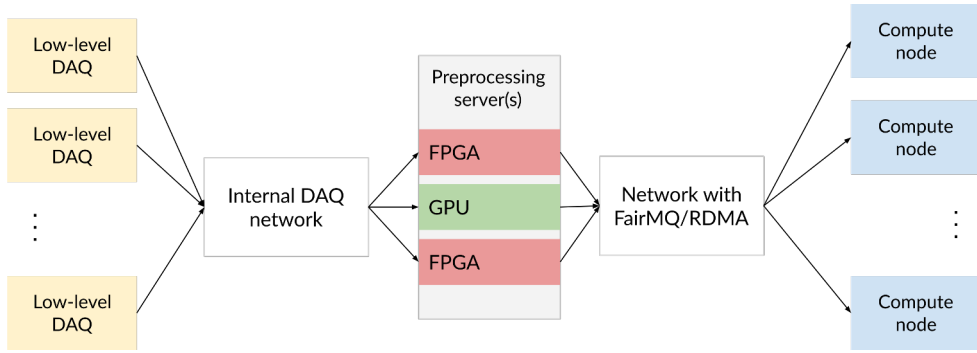 Low-level
DAQ
Low-level
DAQ
Low-level
DAQ
Internal DAQ
network
Preprocessing
server(s)
FPGA
GPU
FPGA
Network with
FairMQ/RDMA
Compute
node
Compute
node
Compute
node